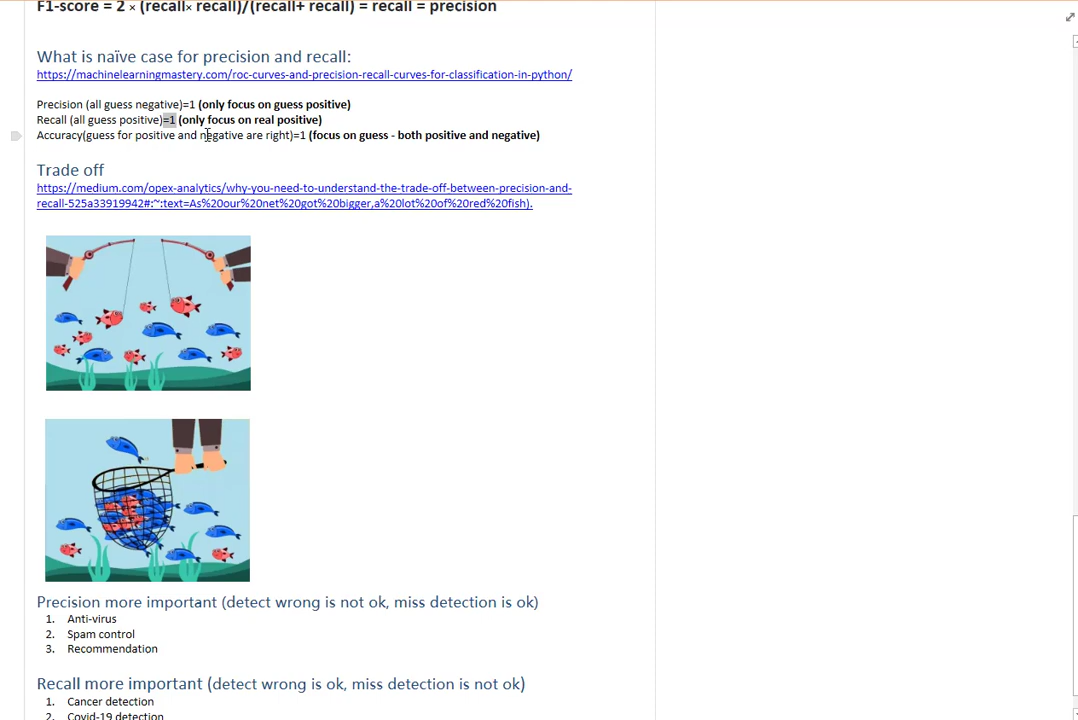 F1-score = 2 × (recall× recall)/(recall+ recall) = recall = precision
What is naïve case for precision and recall:
https://machinelearningmastery.com/roc-curves-and-precision-recall-curves-for-classification-in-python/
Precision (all guess negative)=1 (only focus on guess positive)
Recall (all guess positive)=1 (only focus on real positive)
Accuracy(guess for positive and negative are right)=1 (focus on guess - both positive and negative)
Trade off
https://medium.com/opex-analytics/why-you-need-to-understand-the-trade-off-between-precision-and-
recall-525a33919942#:~:text=As%20our%20net%20got%20bigger,a%20lot%20of%20red%20fish).
Precision more important (detect wrong is not ok, miss detection is ok)
1. Anti-virus
2. Spam control
3. Recommendation
Recall more important (detect wrong is ok, miss detection is not ok)
1. Cancer detection
2. Covid-19 detection